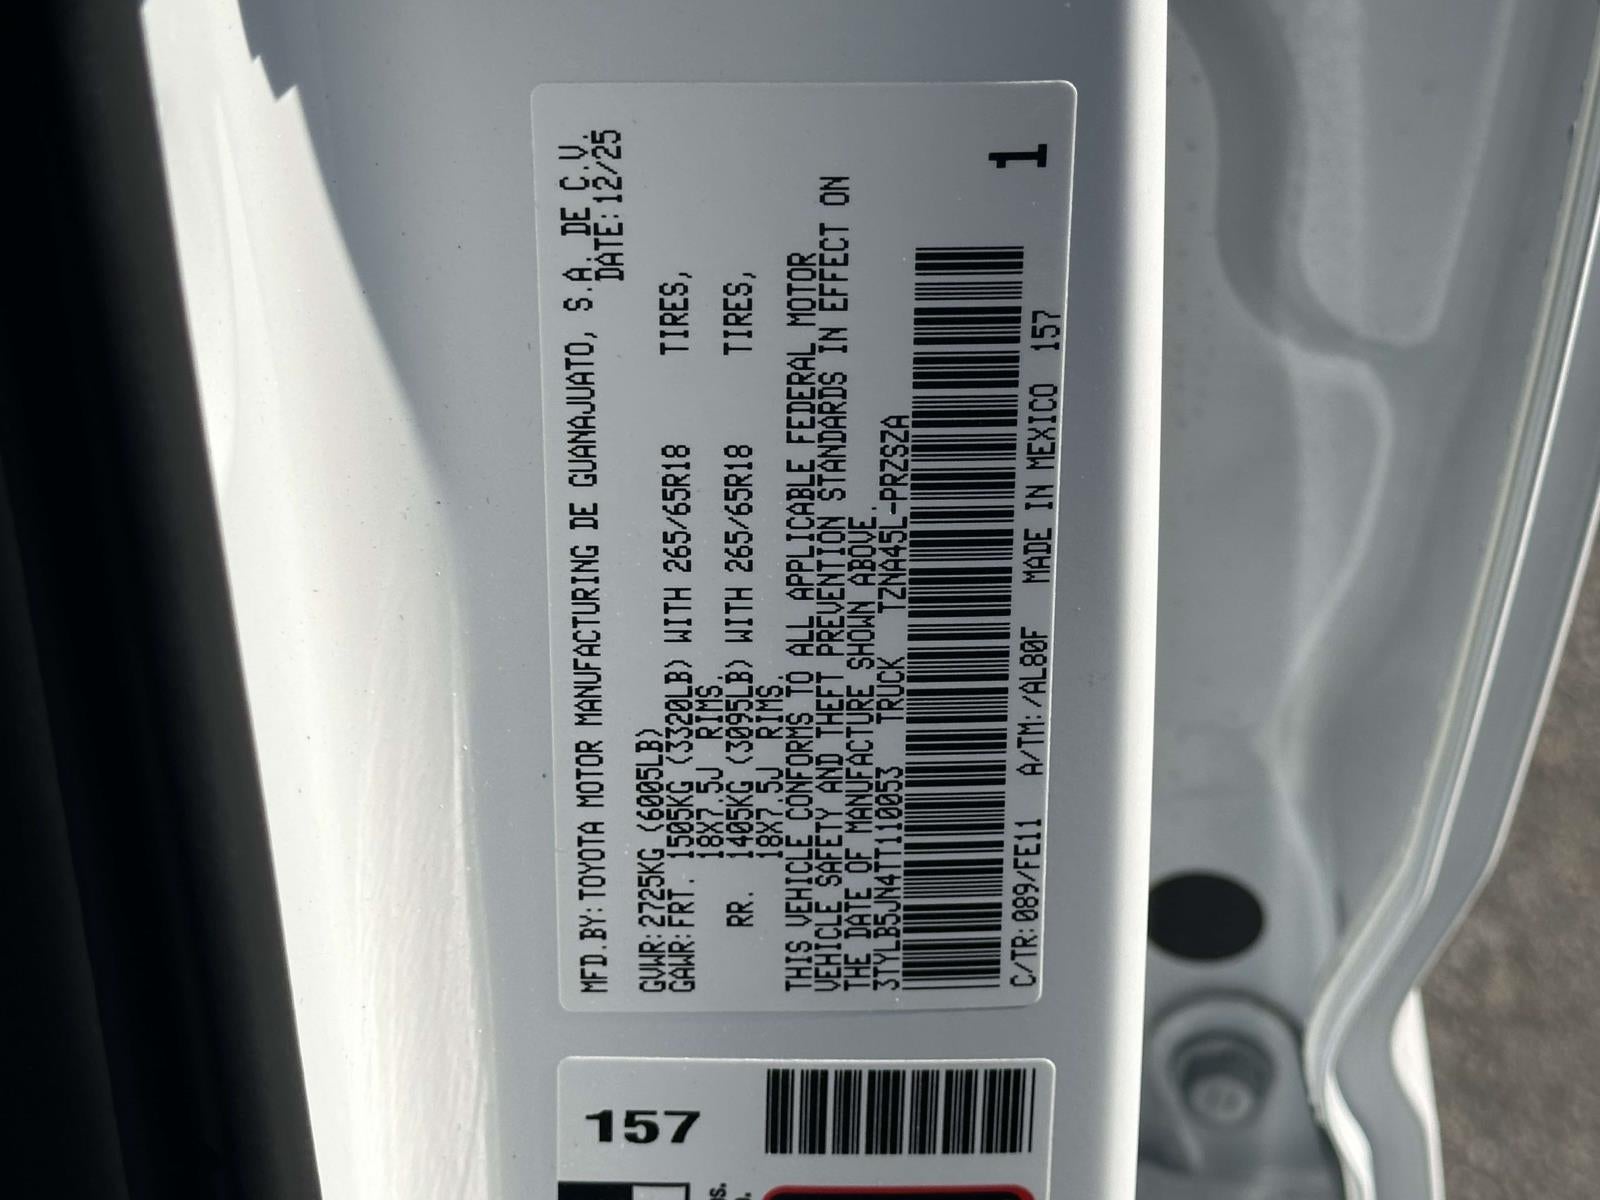 MFD.BY:TOYOTA MOTOR MANUFACTURING DE GUANAJUATO, S.A. DE C.V.
DATE:12/25
GVWR:2725KG (6005LB)
GAWR:FRT. 1505KG (3320LB) WITH 265/65R18 TIRES,
18X7.5J RIMS,
RR. 1405KG (3095LB) WITH 265/65R18 TIRES,
18X7.5J RIMS.
THIS VEHICLE CONFORMS TO ALL APPLICABLE FEDERAL MOTOR
VEHICLE SAFETY AND THEFT PREVENTION STANDARDS IN EFFECT ON
THE DATE OF MANUFACTURE SHOWN ABOVE.
3TYLB5JN4TT110053 TRUCK TZNA45L-PRZSZA
1
C/TR:089/FE11 A/TM:/AL80F MADE IN MEXICO 157
157